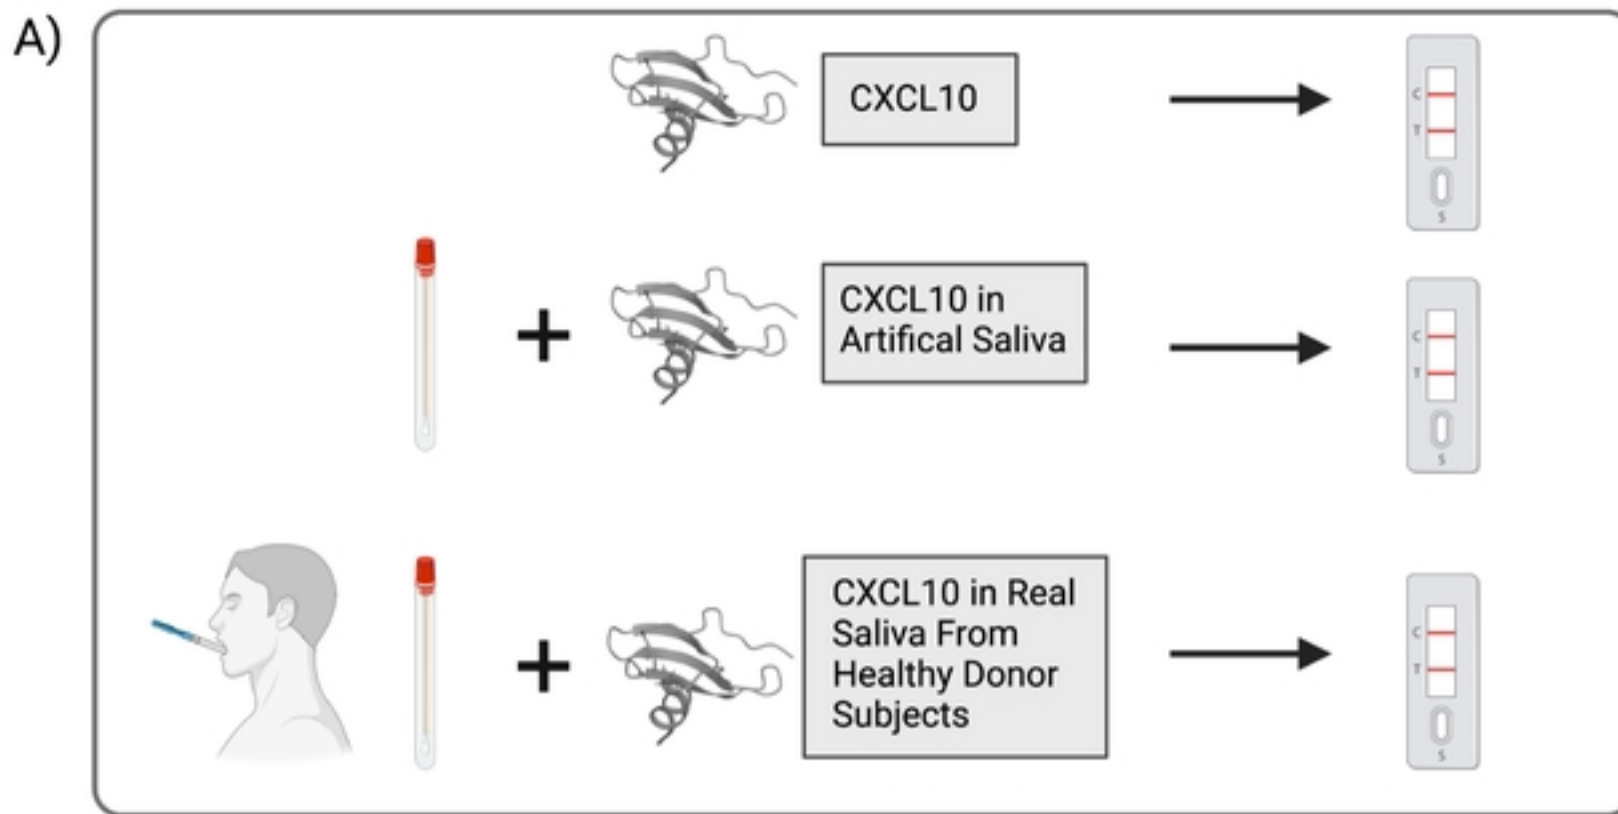 A)
CXCL10
C
T
S
CXCL10 in
Artifical Saliva
C
T
S
CXCL10 in Real
Saliva From
Healthy Donor
Subjects
C
T
S